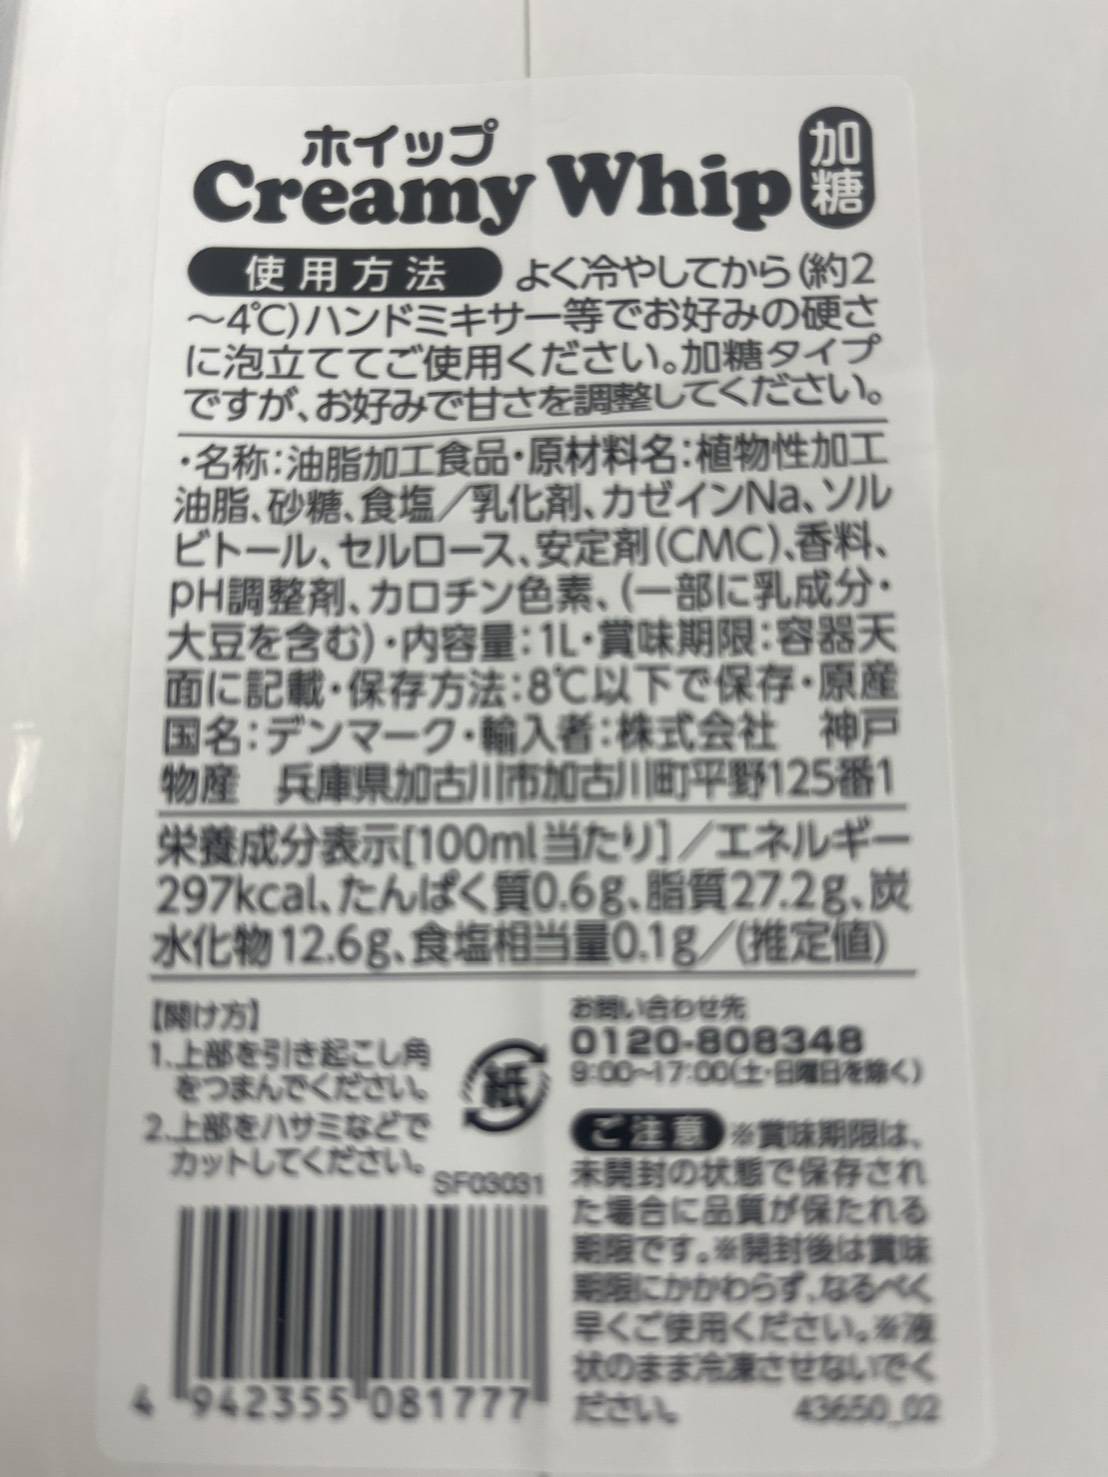 ホイップ
Creamy Whip 加糖
使用方法 よく冷やしてから(約2
～4℃)ハンドミキサー等でお好みの硬さ
に泡立ててご使用ください。加糖タイプ
ですが、お好みで甘さを調整してください。
・名称：油脂加工食品・原材料名：植物性加工
油脂、砂糖、食塩／乳化剤、カゼインNa、ソル
ビトール、セルロース、安定剤(CMC)、香料、
pH調整剤、カロチン色素、(一部に乳成分・
大豆を含む)・内容量：1L・賞味期限：容器天
面に記載・保存方法：8℃以下で保存・原産
国名：デンマーク・輸入者：株式会社　神戸
物産　兵庫県加古川市加古川町平野125番1
栄養成分表示[100ml当たり]／エネルギー
297kcal、たんぱく質0.6g、脂質27.2g、炭
水化物12.6g、食塩相当量0.1g／(推定値)
【開け方】
1.上部を引き起こし角
をつまんでください。
2.上部をハサミなどで
カットしてください。
紙
SF03031
4 942355 081777
お問い合わせ先
0120-808348
9:00～17:00(土・日曜日を除く)
ご注意 ※賞味期限は、
未開封の状態で保存され
た場合に品質が保たれる
期限です。※開封後は賞味
期限にかかわらず、なるべく
早くご使用ください。※液
状のまま冷凍させないでく
ださい。 43650_02